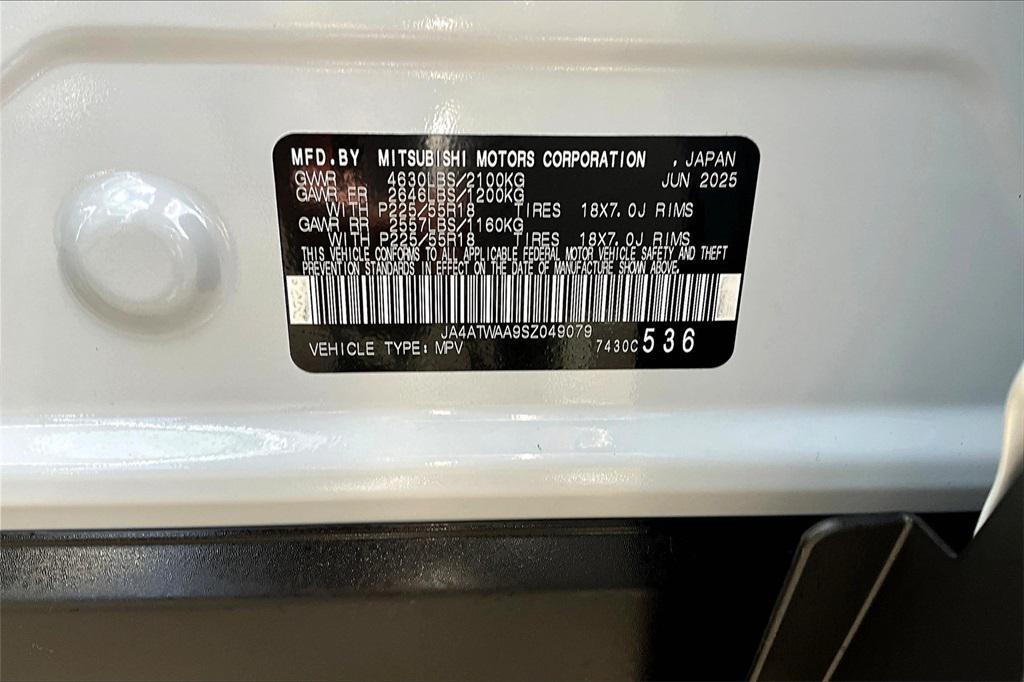 MFD. BY MITSUBISHI MOTORS CORPORATION , JAPAN
GVWR 4630LBS/2100KG JUN 2025
GAWR FR 2646LBS/1200KG
WITH P225/55R18 TIRES 18X7.0J RIMS
GAWR RR 2557LBS/1160KG
WITH P225/55R18 TIRES 18X7.0J RIMS
THIS VEHICLE CONFORMS TO ALL APPLICABLE FEDERAL MOTOR VEHICLE SAFETY AND THEFT
PREVENTION STANDARDS IN EFFECT ON THE DATE OF MANUFACTURE SHOWN ABOVE.
JA4ATWAA9SZ049079
VEHICLE TYPE: MPV 7430C 536